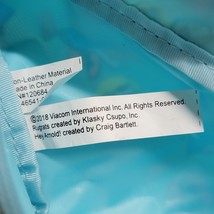 on-Leather Material
ade in China
N#120684
46541-
©2018 Viacom International Inc. All Rights Reserved.
Rugrats created by Klasky Csupo, Inc.
Hey Arnold! created by Craig Bartlett.